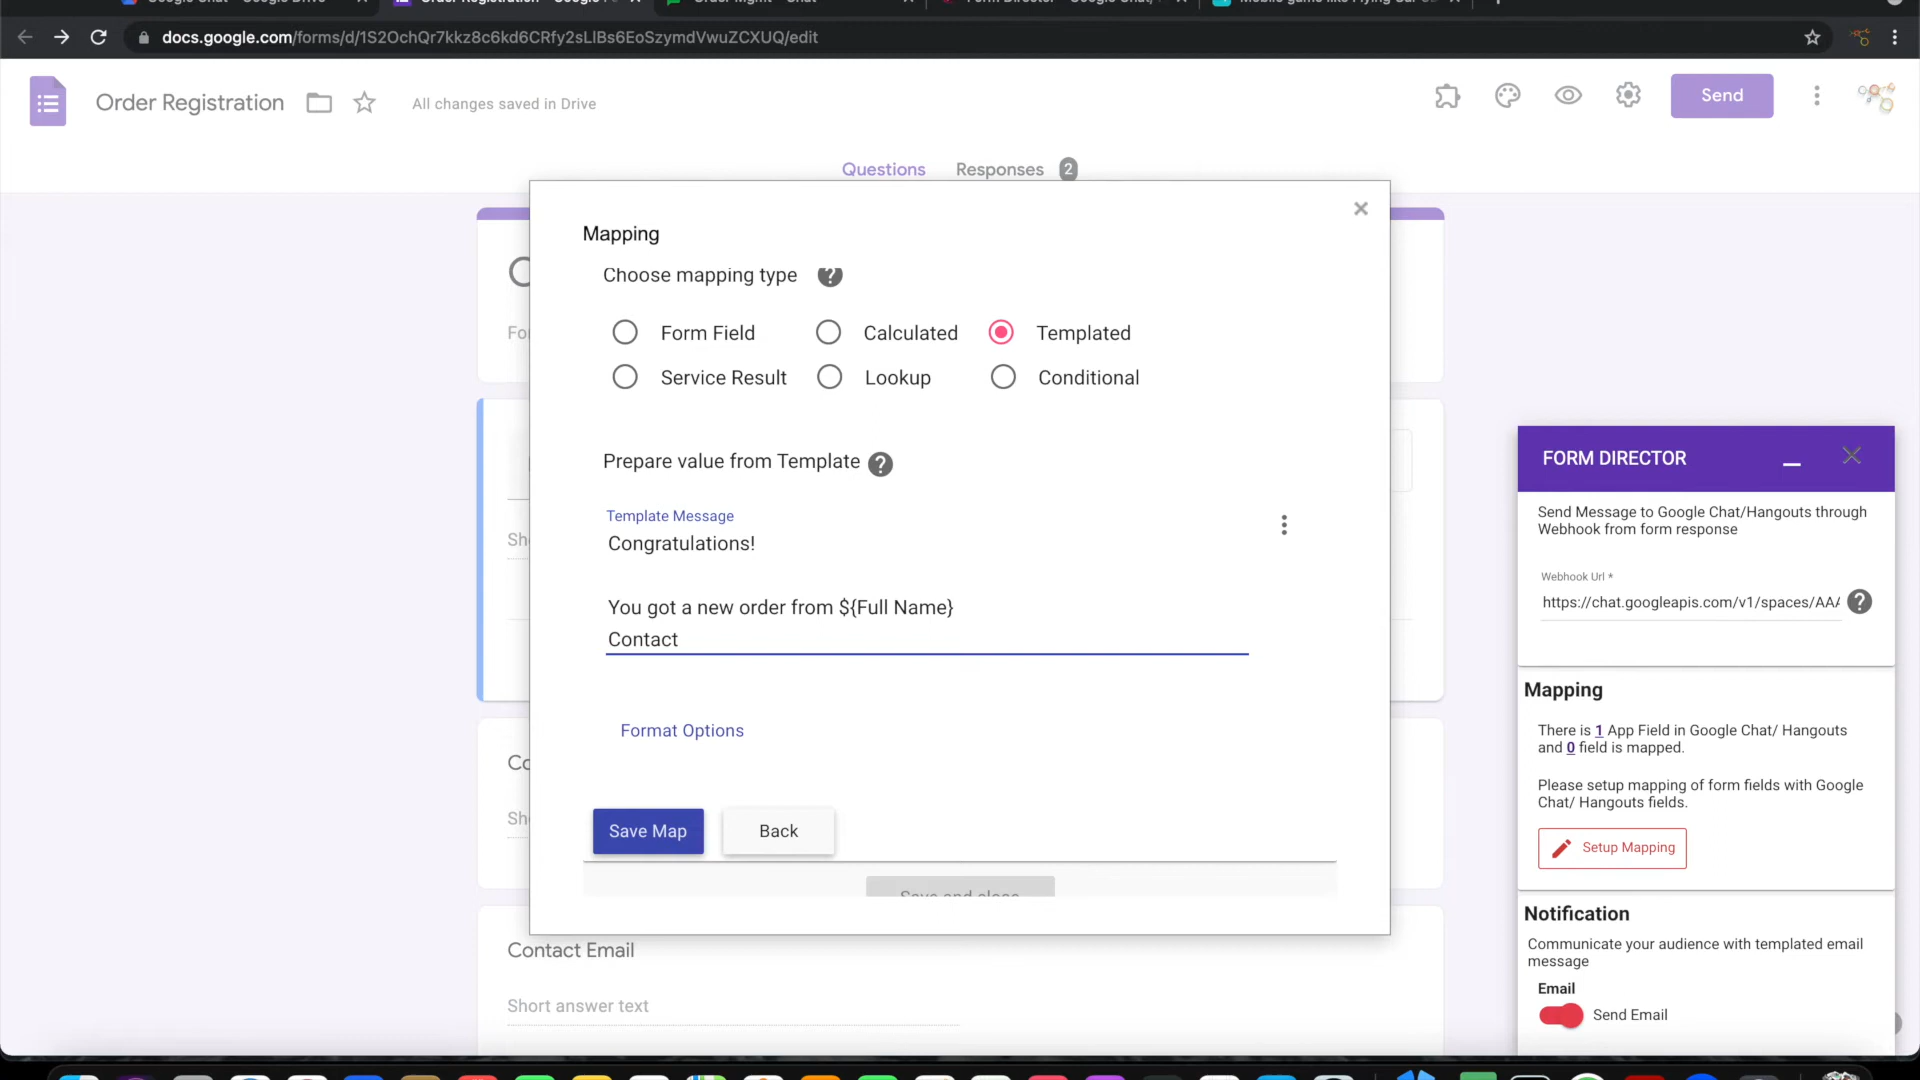 docs.google.com/forms/d/1S2OchQr7kkz8c6kd6CRfy2sLlBs6EoSzymdVwuZCXUQ/edit
Order Registration
All changes saved in Drive
Send
Questions
Responses
2
Mapping
Choose mapping type
?
Form Field
Calculated
Templated
Service Result
Lookup
Conditional
Prepare value from Template
?
Template Message
Congratulations!
You got a new order from ${Full Name}
Contact
Format Options
Save Map
Back
Save and close
Contact Email
Short answer text
FORM DIRECTOR
Send Message to Google Chat/Hangouts through
Webhook from form response
Webhook Url *
https://chat.googleapis.com/v1/spaces/AAA
?
Mapping
There is 1 App Field in Google Chat/ Hangouts
and 0 field is mapped.
Please setup mapping of form fields with Google
Chat/ Hangouts fields.
Setup Mapping
Notification
Communicate your audience with templated email
message
Email
Send Email